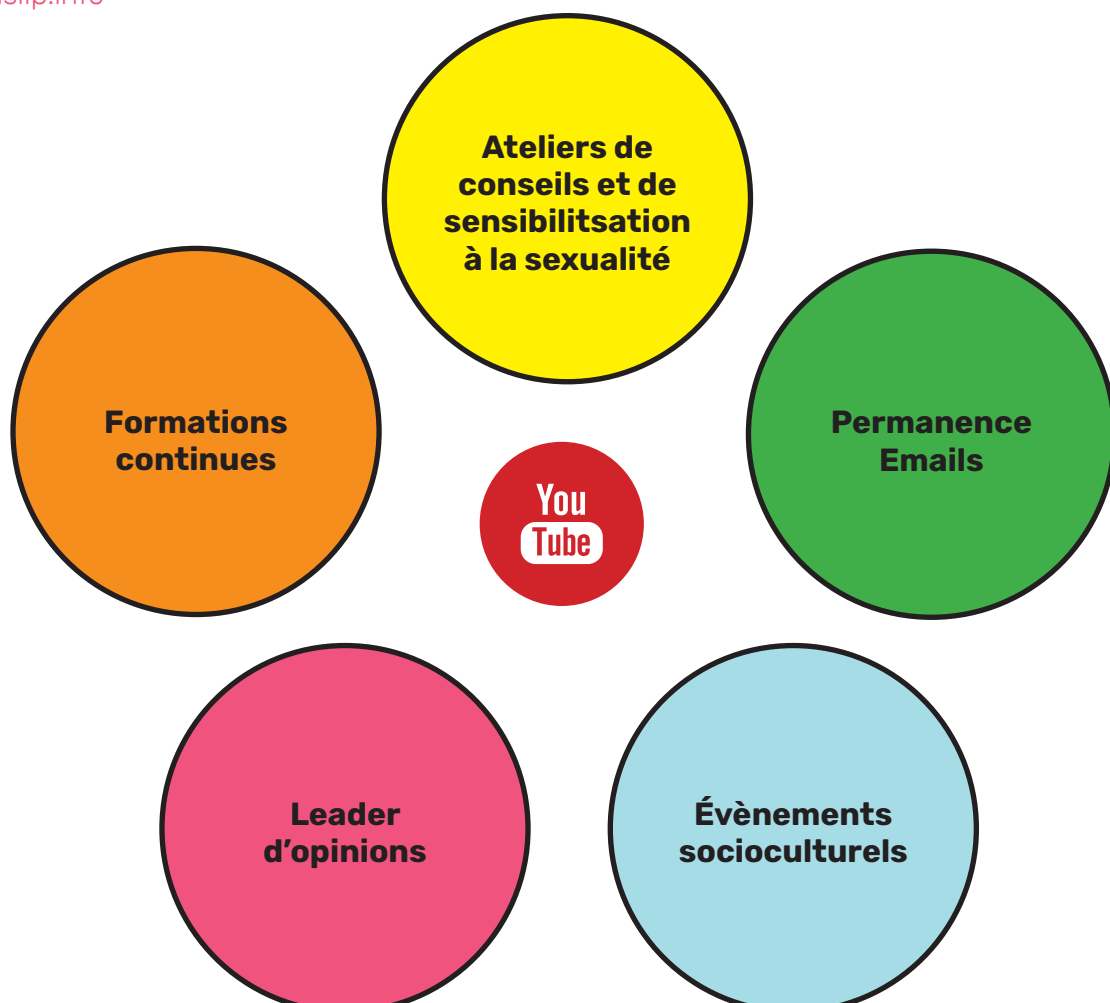 Ateliers de
conseils et de
sensibilitsation
à la sexualité
Formations
continues
Permanence
Emails
You
Tube
Leader
d’opinions
Évènements
socioculturels